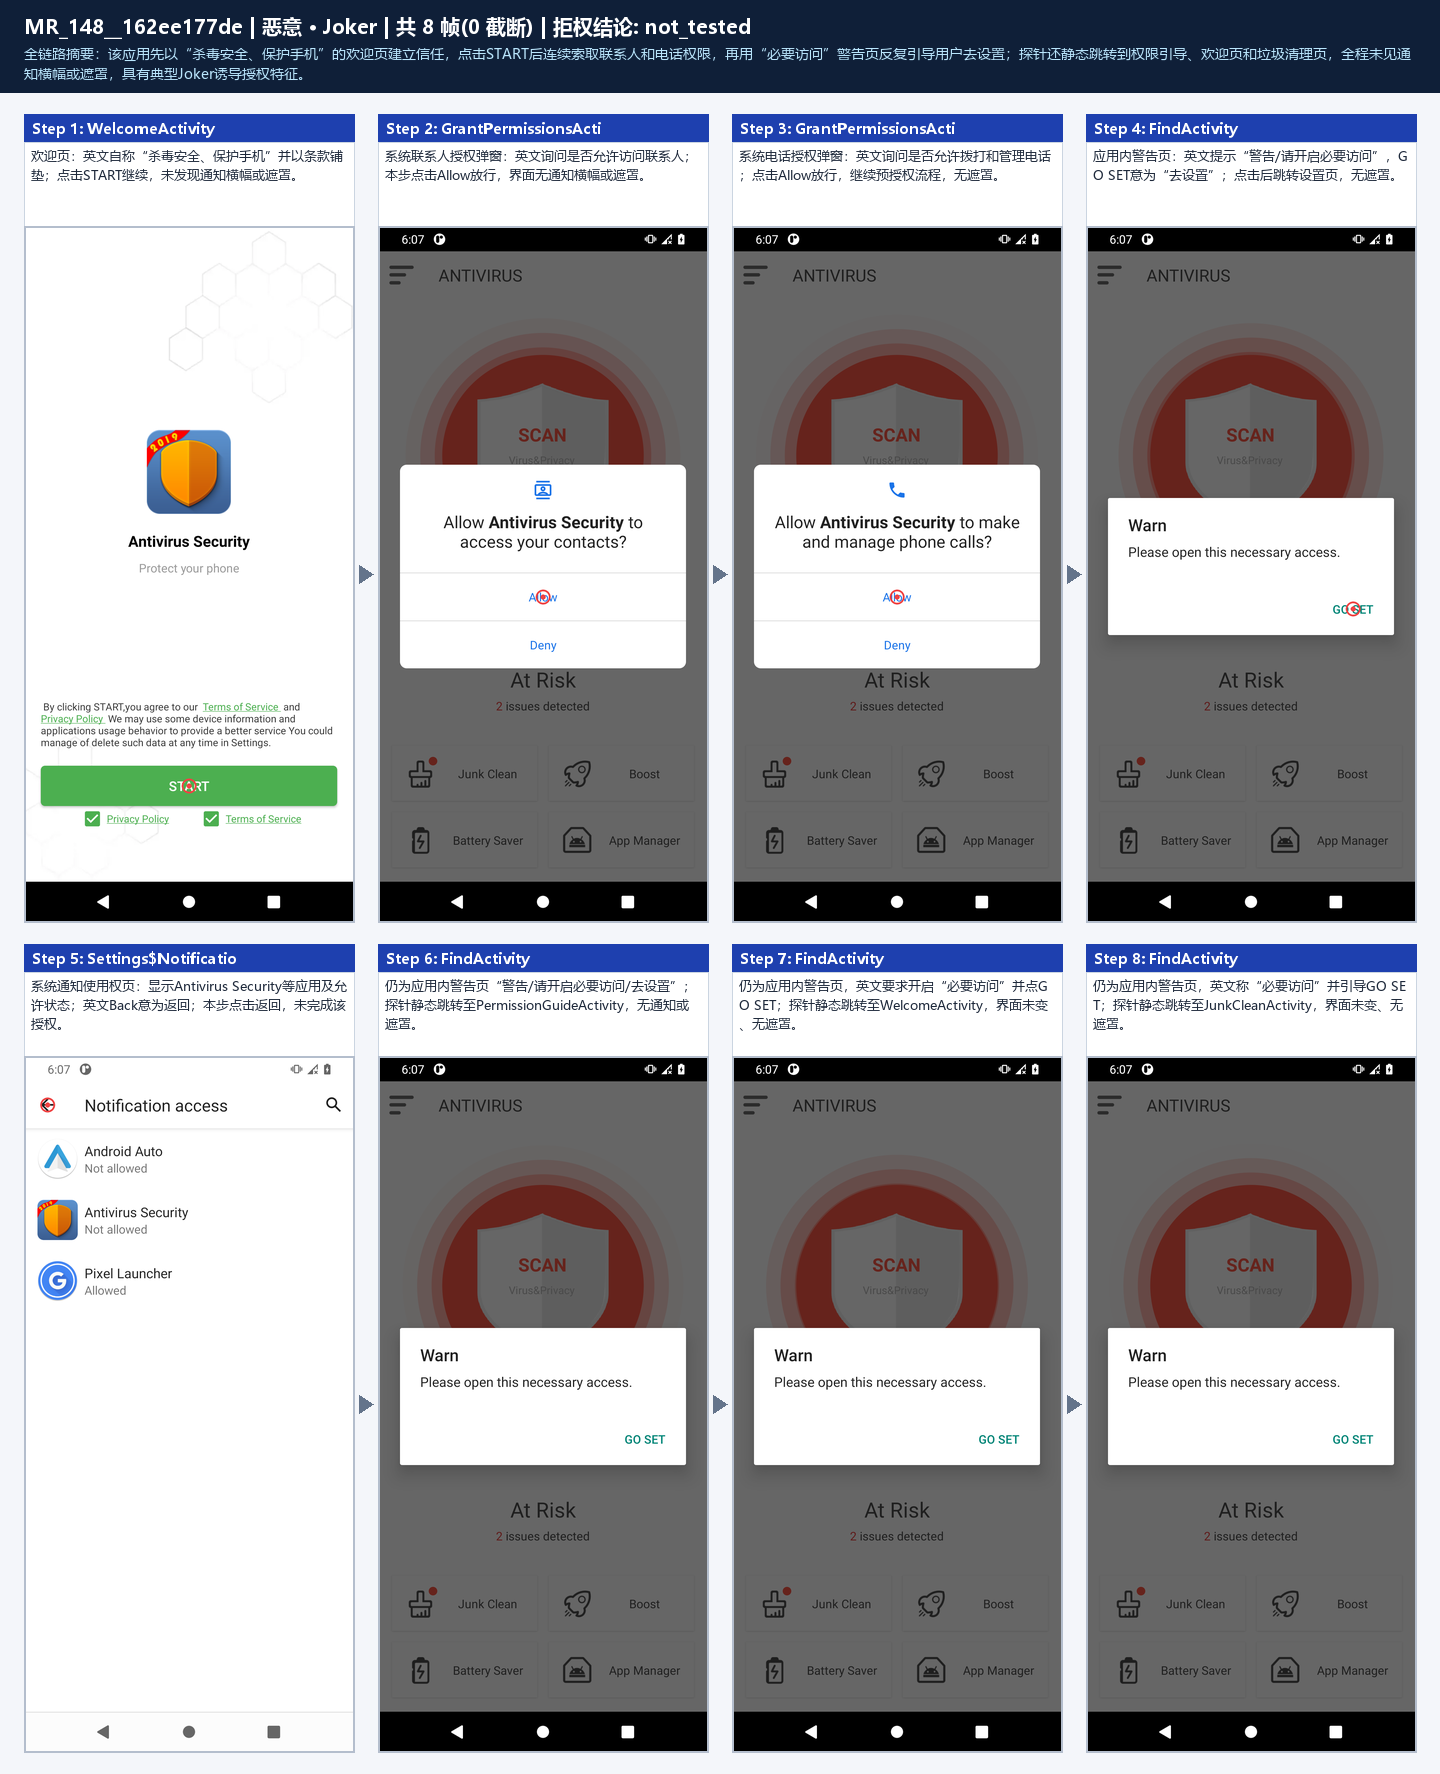 MR_148__162ee177de | 恶意 • Joker | 共 8 帧(0 截断) | 拒权结论: not_tested
全链路摘要：该应用先以“杀毒安全、保护手机”的欢迎页建立信任，点击START后连续索取联系人和电话权限，再用“必要访问”警告页反复引导用户去设置；探针还静态跳转到权限引导、欢迎页和垃圾清理页，全程未见通
知横幅或遮罩，具有典型Joker诱导授权特征。
Step 1: WelcomeActivity
欢迎页：英文自称“杀毒安全、保护手机”并以条款铺
垫；点击START继续，未发现通知横幅或遮罩。
2019
Antivirus Security
Protect your phone
By clicking START,you agree to our Terms of Service and
Privacy Policy We may use some device information and
applications usage behavior to provide a better service You could
manage of delete such data at any time in Settings.
START
Privacy Policy
Terms of Service
Step 2: GrantPermissionsActi
系统联系人授权弹窗：英文询问是否允许访问联系人；
本步点击Allow放行，界面无通知横幅或遮罩。
6:07
ANTIVIRUS
SCAN
Virus&Privacy
Allow Antivirus Security to
access your contacts?
Allow
Deny
At Risk
2 issues detected
Junk Clean
Boost
Battery Saver
App Manager
Step 3: GrantPermissionsActi
系统电话授权弹窗：英文询问是否允许拨打和管理电话
；点击Allow放行，继续预授权流程，无遮罩。
6:07
ANTIVIRUS
SCAN
Virus&Privacy
Allow Antivirus Security to make
and manage phone calls?
Allow
Deny
At Risk
2 issues detected
Junk Clean
Boost
Battery Saver
App Manager
Step 4: FindActivity
应用内警告页：英文提示“警告/请开启必要访问”，G
O SET意为“去设置”；点击后跳转设置页，无遮罩。
6:07
ANTIVIRUS
SCAN
Virus&Privacy
Warn
Please open this necessary access.
GO SET
At Risk
2 issues detected
Junk Clean
Boost
Battery Saver
App Manager
Step 5: Settings$Notificatio
系统通知使用权页：显示Antivirus Security等应用及允
许状态；英文Back意为返回；本步点击返回，未完成该
授权。
6:07
Notification access
Android Auto
Not allowed
2019
Antivirus Security
Not allowed
Pixel Launcher
Allowed
Step 6: FindActivity
仍为应用内警告页“警告/请开启必要访问/去设置”；
探针静态跳转至PermissionGuideActivity，无通知或
遮罩。
6:07
ANTIVIRUS
SCAN
Virus&Privacy
Warn
Please open this necessary access.
GO SET
At Risk
2 issues detected
Junk Clean
Boost
Battery Saver
App Manager
Step 7: FindActivity
仍为应用内警告页，英文要求开启“必要访问”并点G
O SET；探针静态跳转至WelcomeActivity，界面未变
、无遮罩。
6:07
ANTIVIRUS
SCAN
Virus&Privacy
Warn
Please open this necessary access.
GO SET
At Risk
2 issues detected
Junk Clean
Boost
Battery Saver
App Manager
Step 8: FindActivity
仍为应用内警告页，英文称“必要访问”并引导GO SE
T；探针静态跳转至JunkCleanActivity，界面未变、无
遮罩。
6:07
ANTIVIRUS
SCAN
Virus&Privacy
Warn
Please open this necessary access.
GO SET
At Risk
2 issues detected
Junk Clean
Boost
Battery Saver
App Manager